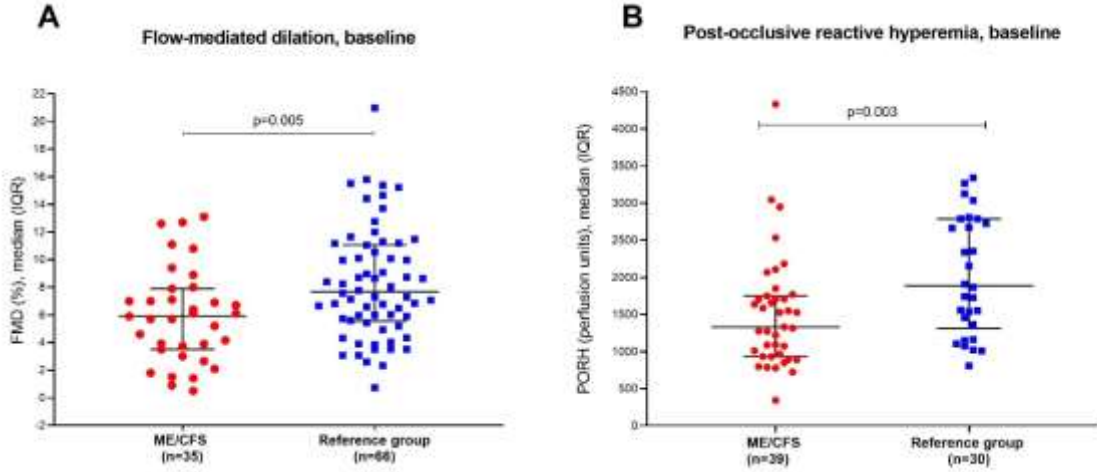 A
Flow-mediated dilation, baseline
FMD (%), median (IQR)
22
20
18
16
14
12
10
8
6
4
2
0
-2
p=0.005
ME/CFS
(n=35)
Reference group
(n=66)
B
Post-occlusive reactive hyperemia, baseline
PORH (perfusion units), median (IQR)
4500
4000
3500
3000
2500
2000
1500
1000
500
0
p=0.003
ME/CFS
(n=39)
Reference group
(n=30)